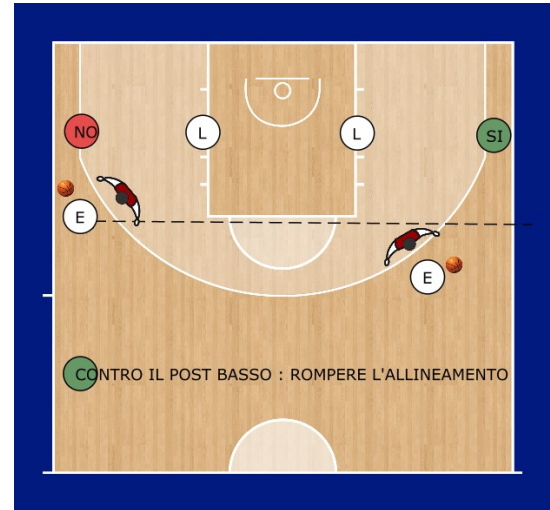 NO L L SI
E
E
CONTRO IL POST BASSO : ROMPERE L'ALLINEAMENTO